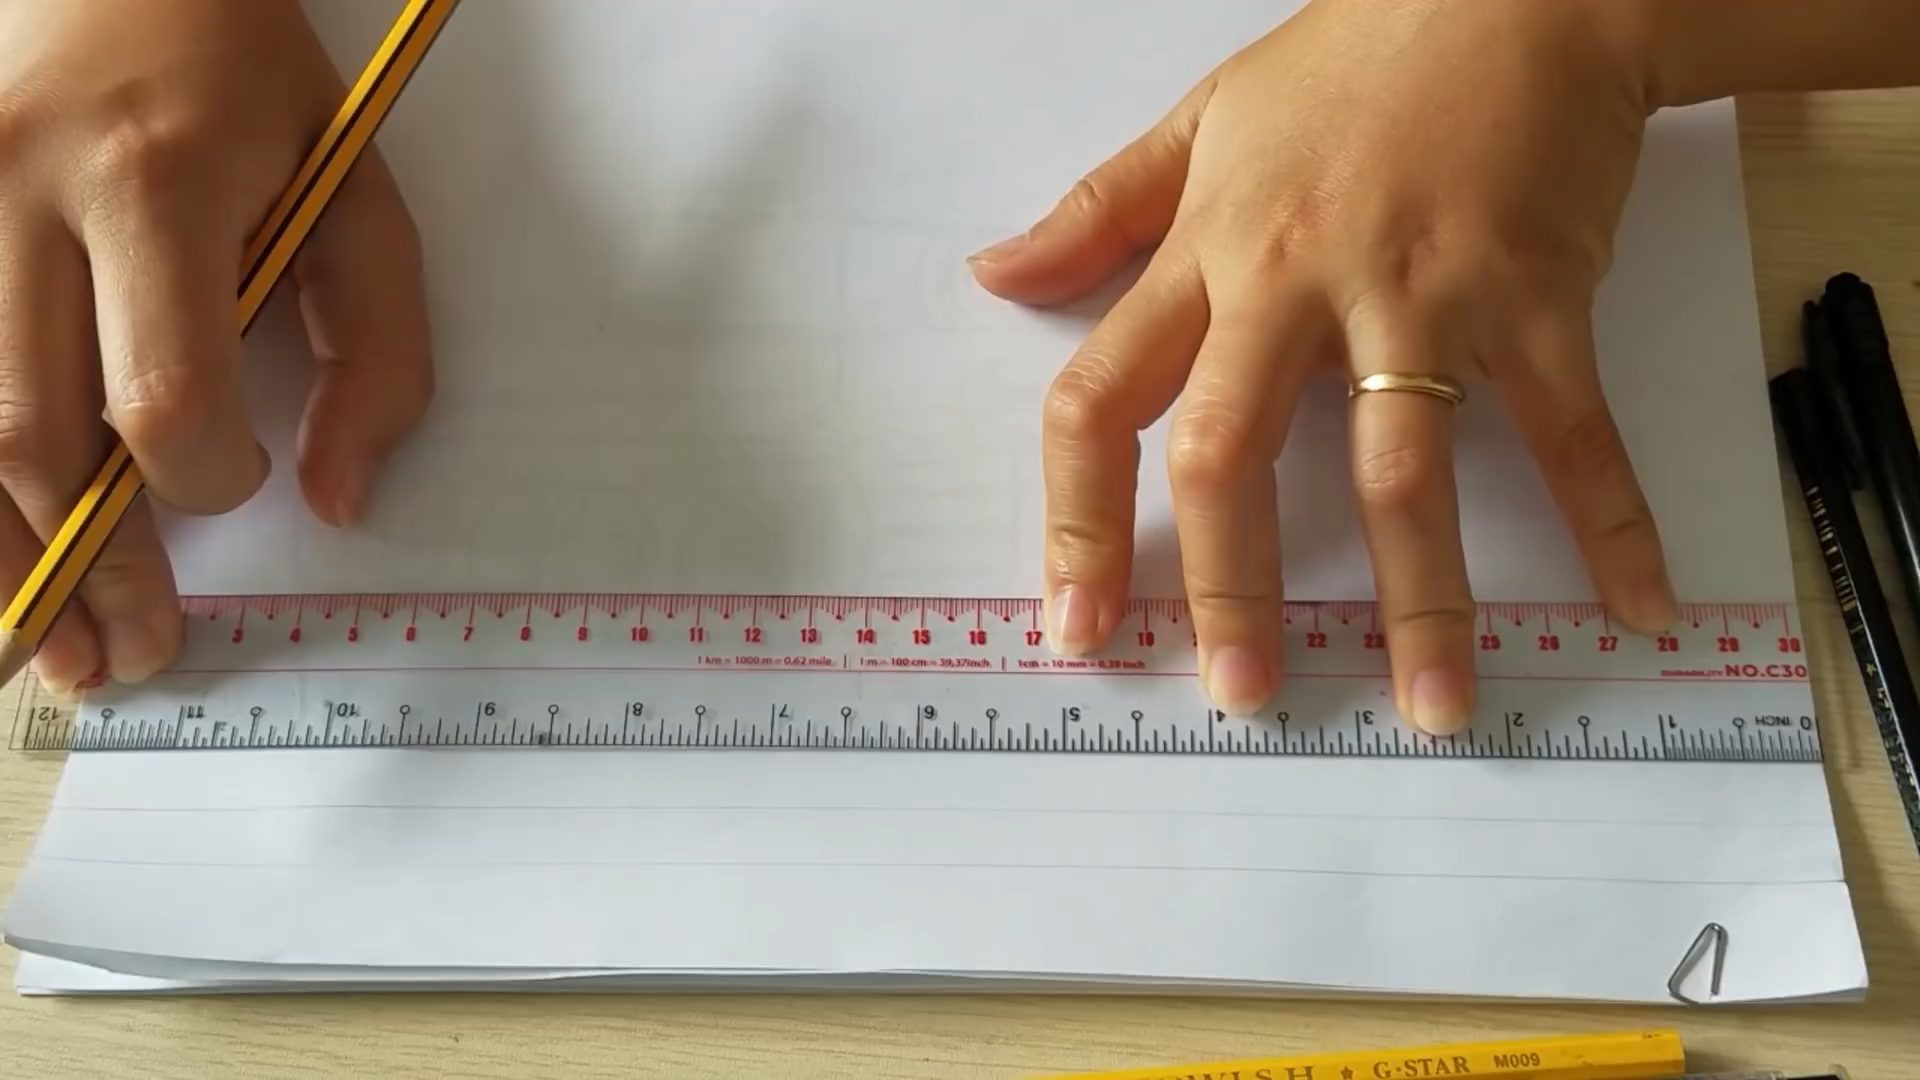 3 4 5 6 7 8 9 10 11 12 13 14 15 16 17 18 22 23 25 26 27 28 29 30
1 km = 1000 m = 0,62 mile. 1 m = 100 cm = 39,37inch. 1cm = 10 mm = 0,39 inch
NO.C30
12 11 10 9 8 7 6 5 4 3 2 1 INCH 0
G-STAR M009